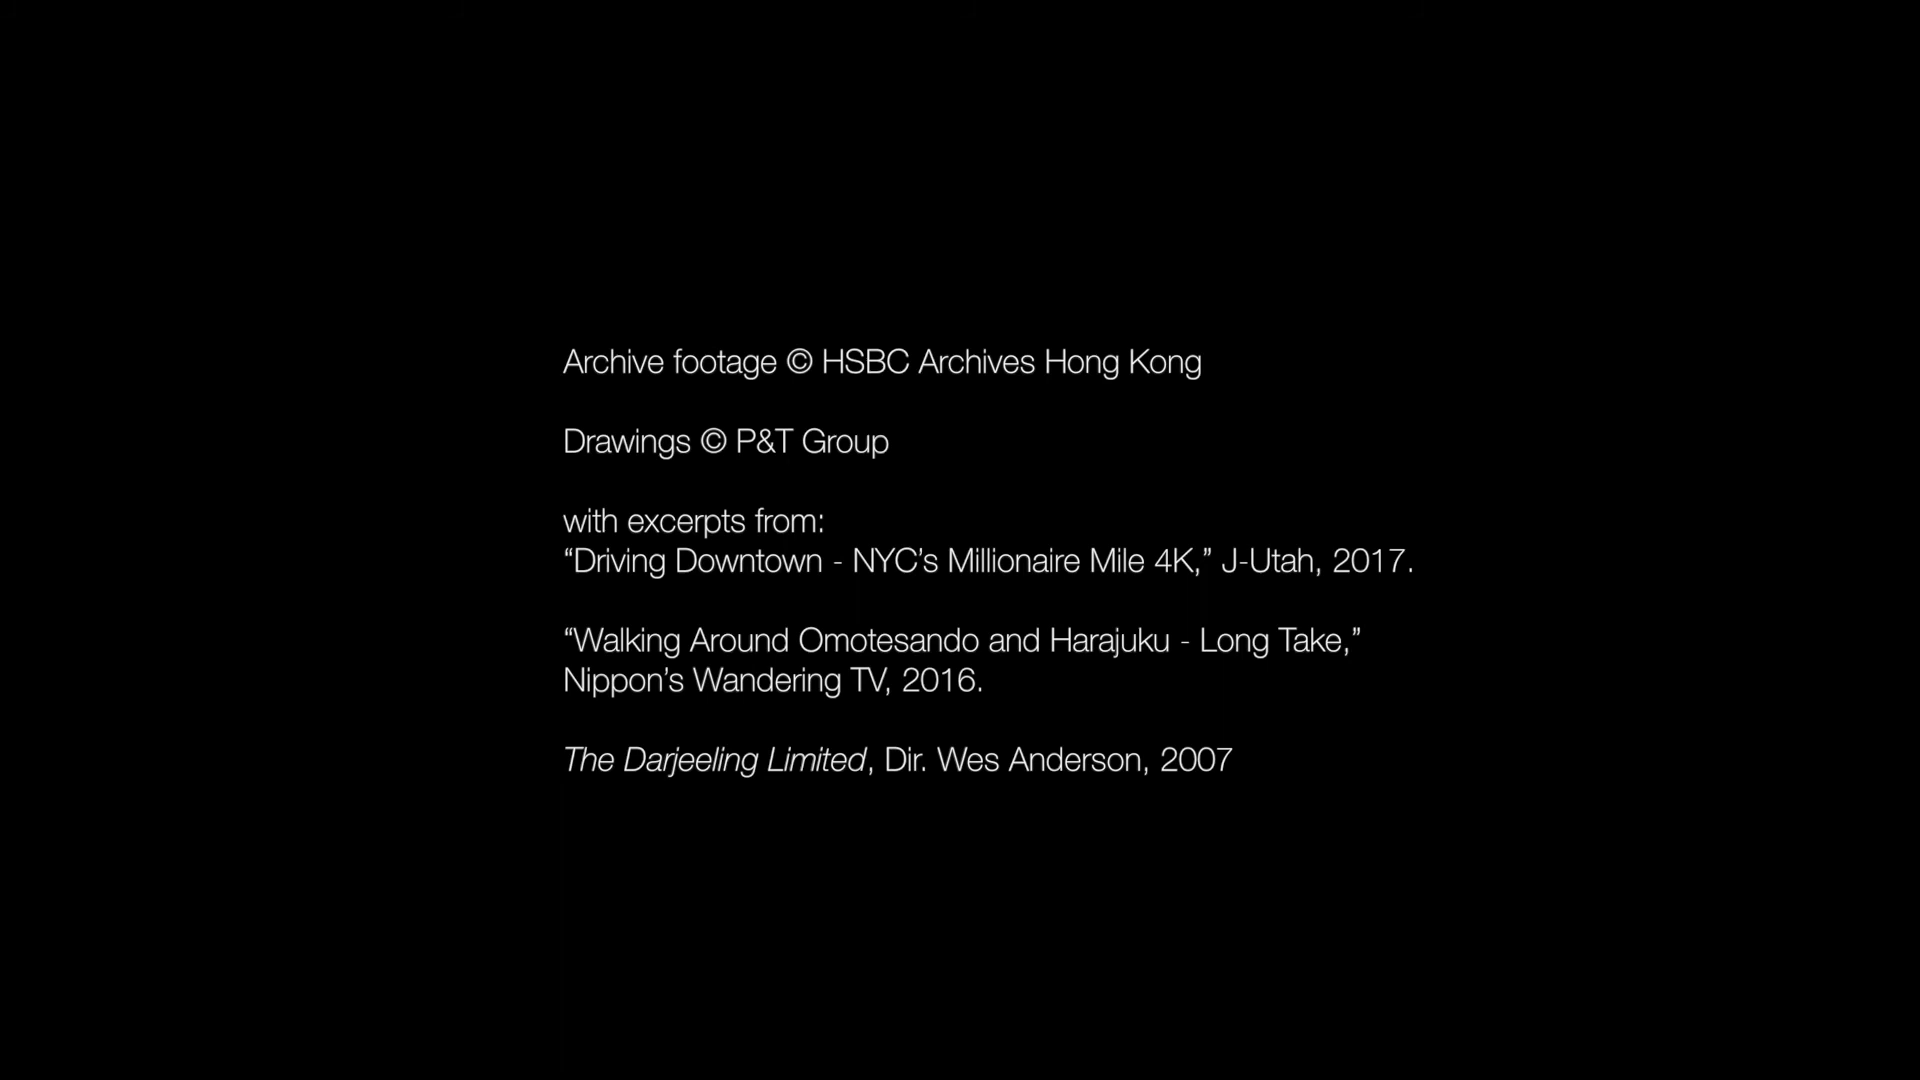 Archive footage © HSBC Archives Hong Kong
Drawings © P&T Group
with excerpts from:
“Driving Downtown - NYC’s Millionaire Mile 4K,” J-Utah, 2017.
“Walking Around Omotesando and Harajuku - Long Take,”
Nippon’s Wandering TV, 2016.
The Darjeeling Limited, Dir. Wes Anderson, 2007